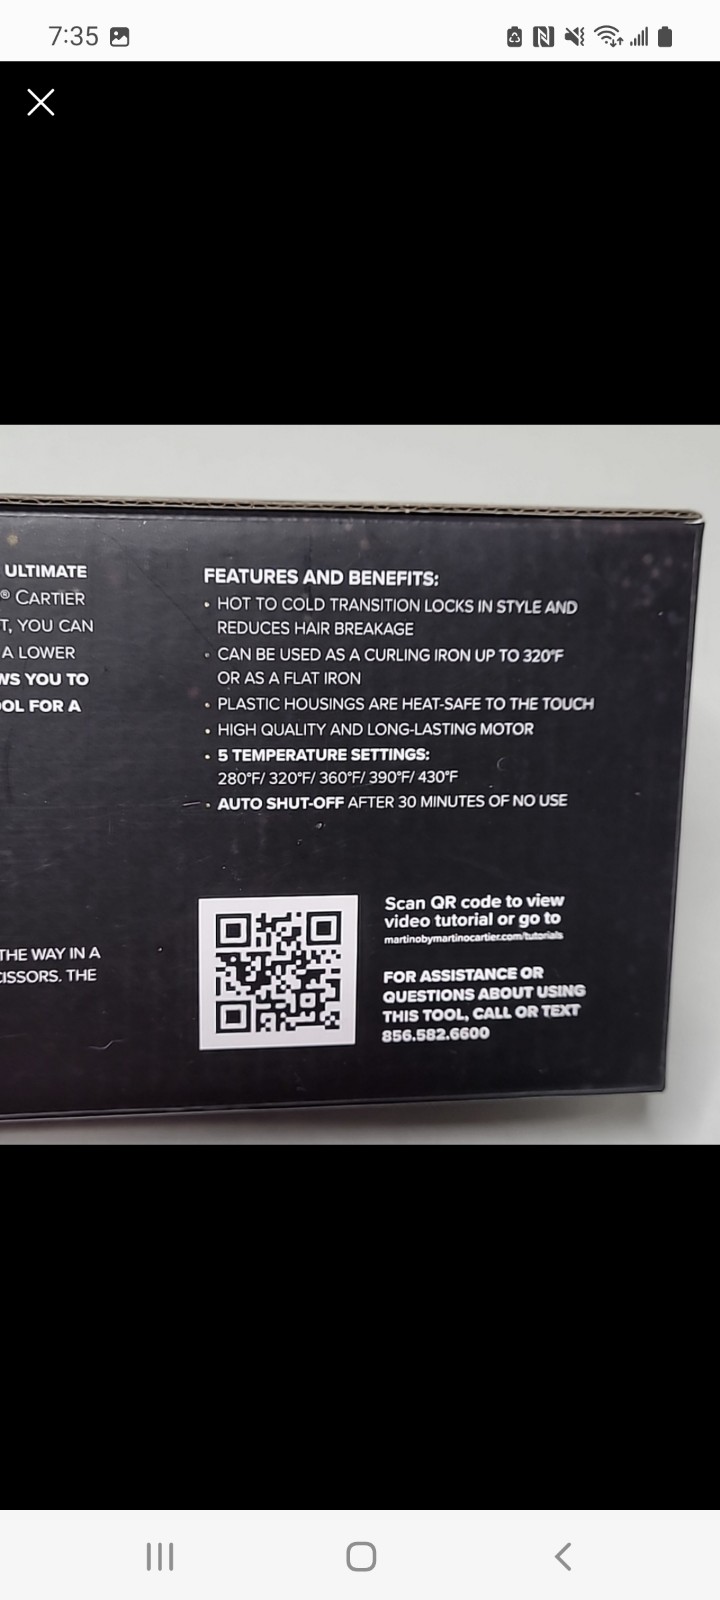 7:35
ULTIMATE
® CARTIER
T, YOU CAN
A LOWER
WS YOU TO
OL FOR A
FEATURES AND BENEFITS:
• HOT TO COLD TRANSITION LOCKS IN STYLE AND
REDUCES HAIR BREAKAGE
• CAN BE USED AS A CURLING IRON UP TO 320°F
OR AS A FLAT IRON
• PLASTIC HOUSINGS ARE HEAT-SAFE TO THE TOUCH
• HIGH QUALITY AND LONG-LASTING MOTOR
• 5 TEMPERATURE SETTINGS:
280°F/ 320°F/ 360°F/ 390°F/ 430°F
• AUTO SHUT-OFF AFTER 30 MINUTES OF NO USE
THE WAY IN A
CISSORS. THE
Scan QR code to view
video tutorial or go to
martinobymartinocartier.com/tutorials
FOR ASSISTANCE OR
QUESTIONS ABOUT USING
THIS TOOL, CALL OR TEXT
856.582.6600